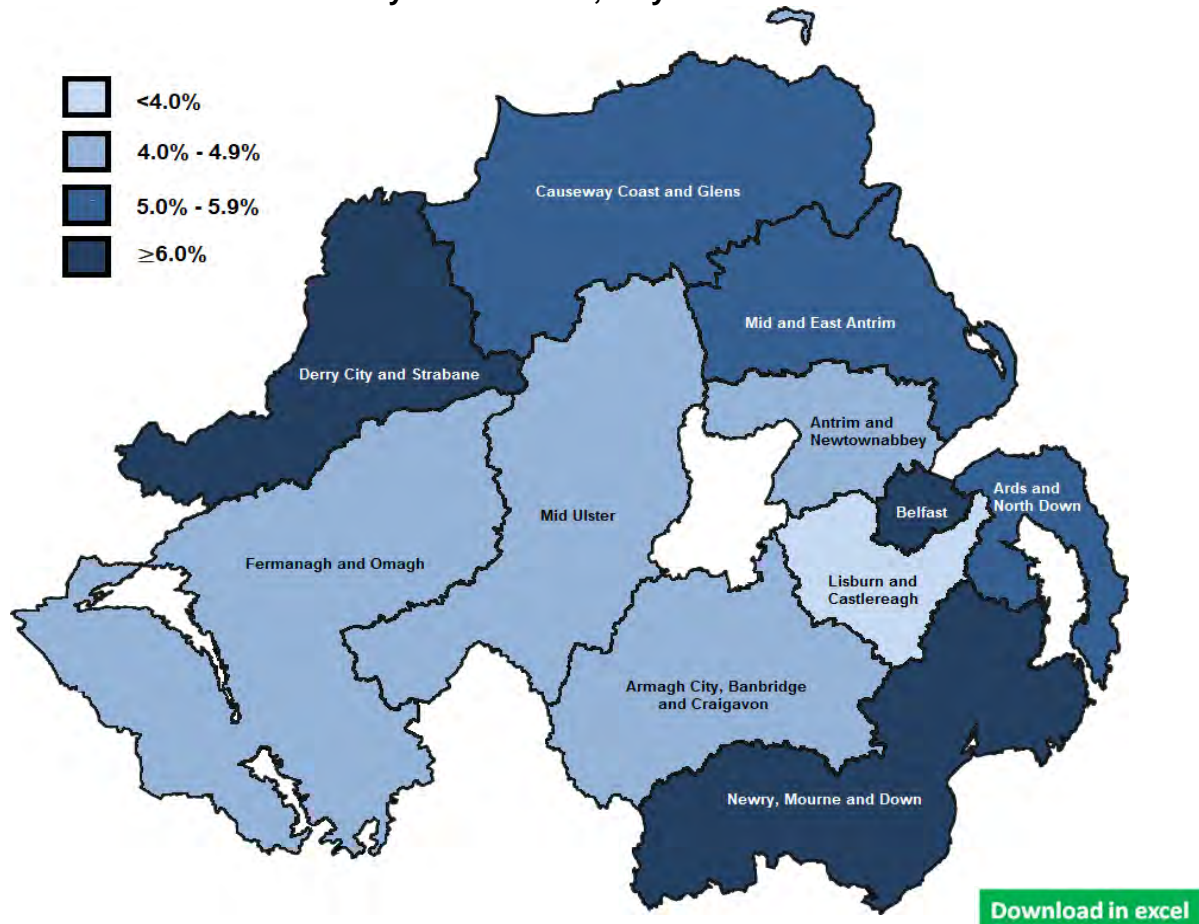 <4.0%
4.0% - 4.9%
5.0% - 5.9%
≥6.0%
Causeway Coast and Glens
Mid and East Antrim
Derry City and Strabane
Antrim and
Newtownabbey
Ards and
North Down
Belfast
Mid Ulster
Fermanagh and Omagh
Lisburn and
Castlereagh
Armagh City, Banbridge
and Craigavon
Newry, Mourne and Down
Download in excel